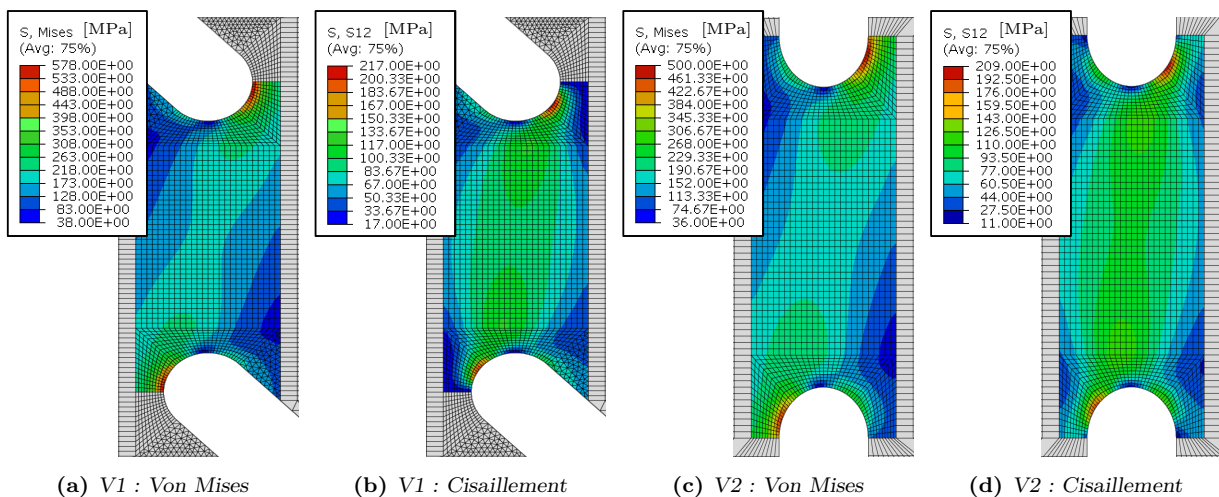 S, Mises [MPa]
(Avg: 75%)
578.00E+00
533.00E+00
488.00E+00
443.00E+00
398.00E+00
353.00E+00
308.00E+00
263.00E+00
218.00E+00
173.00E+00
128.00E+00
83.00E+00
38.00E+00
(a) V1 : Von Mises
S, S12 [MPa]
(Avg: 75%)
217.00E+00
200.33E+00
183.67E+00
167.00E+00
150.33E+00
133.67E+00
117.00E+00
100.33E+00
83.67E+00
67.00E+00
50.33E+00
33.67E+00
17.00E+00
(b) V1 : Cisaillement
S, Mises [MPa]
(Avg: 75%)
500.00E+00
461.33E+00
422.67E+00
384.00E+00
345.33E+00
306.67E+00
268.00E+00
229.33E+00
190.67E+00
152.00E+00
113.33E+00
74.67E+00
36.00E+00
(c) V2 : Von Mises
S, S12 [MPa]
(Avg: 75%)
209.00E+00
192.50E+00
176.00E+00
159.50E+00
143.00E+00
126.50E+00
110.00E+00
93.50E+00
77.00E+00
60.50E+00
44.00E+00
27.50E+00
11.00E+00
(d) V2 : Cisaillement